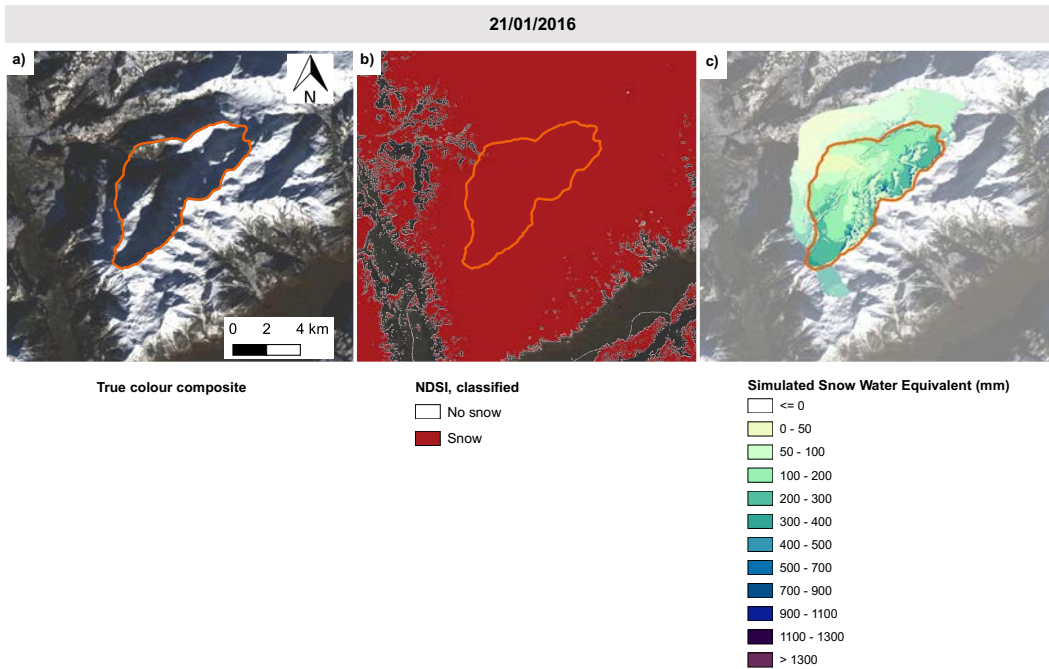 21/01/2016
a)
N
0 2 4 km
b)
c)
True colour composite
NDSI, classified
No snow
Snow
Simulated Snow Water Equivalent (mm)
<= 0
0 - 50
50 - 100
100 - 200
200 - 300
300 - 400
400 - 500
500 - 700
700 - 900
900 - 1100
1100 - 1300
> 1300